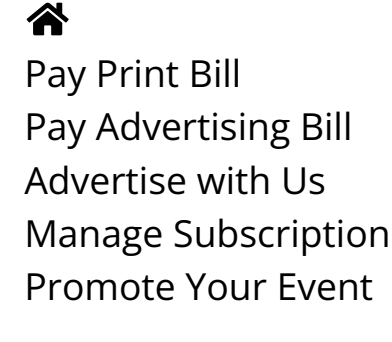 Pay Print Bill
Pay Advertising Bill
Advertise with Us
Manage Subscription
Promote Your Event